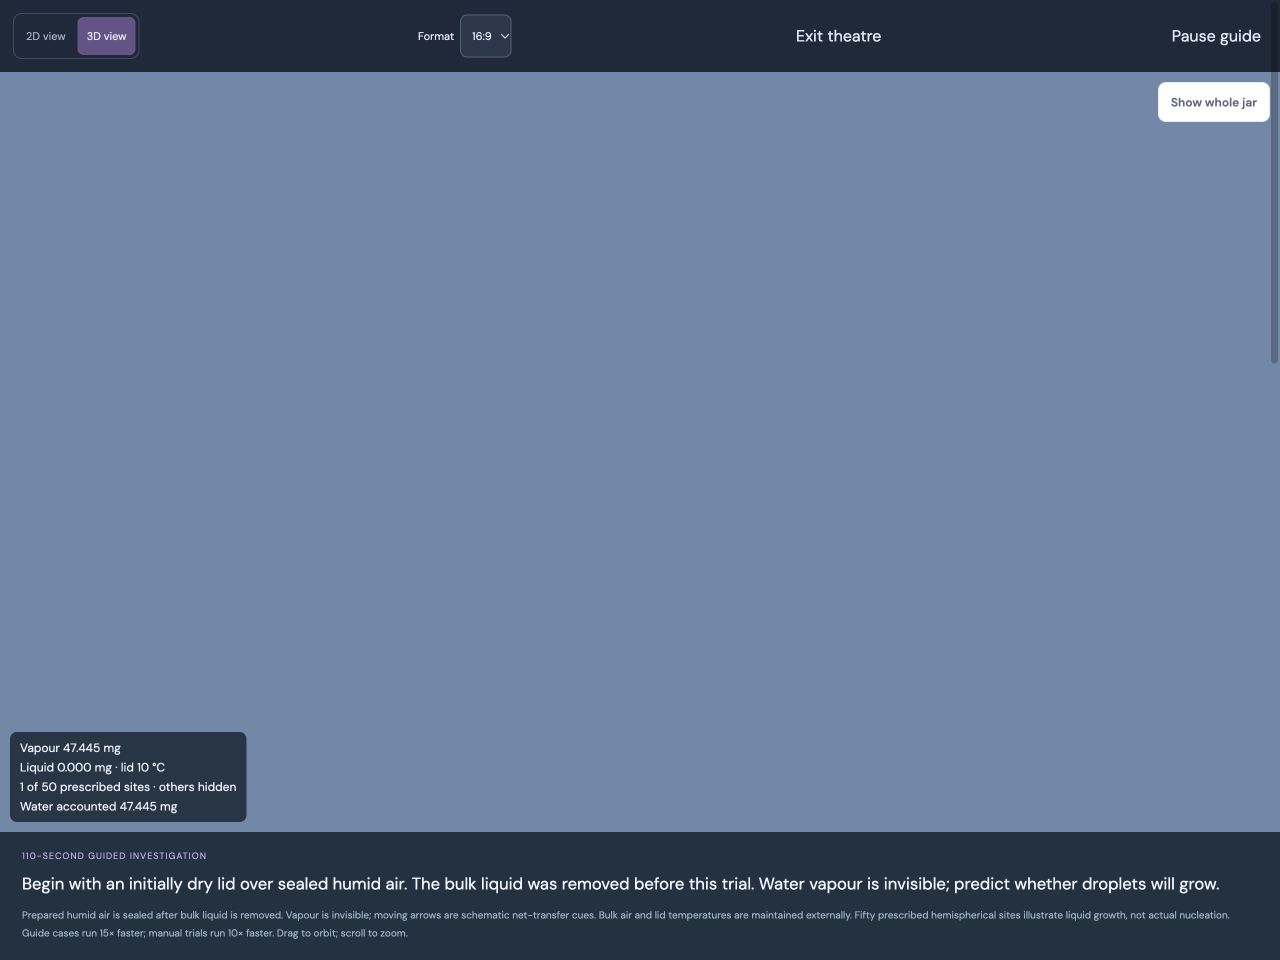 2D view
3D view
Format
16:9
Exit theatre
Pause guide
Show whole jar
Vapour 47.445 mg
Liquid 0.000 mg · lid 10 °C
1 of 50 prescribed sites · others hidden
Water accounted 47.445 mg
110-SECOND GUIDED INVESTIGATION
Begin with an initially dry lid over sealed humid air. The bulk liquid was removed before this trial. Water vapour is invisible; predict whether droplets will grow.
Prepared humid air is sealed after bulk liquid is removed. Vapour is invisible; moving arrows are schematic net-transfer cues. Bulk air and lid temperatures are maintained externally. Fifty prescribed hemispherical sites illustrate liquid growth, not actual nucleation.
Guide cases run 15× faster; manual trials run 10× faster. Drag to orbit; scroll to zoom.